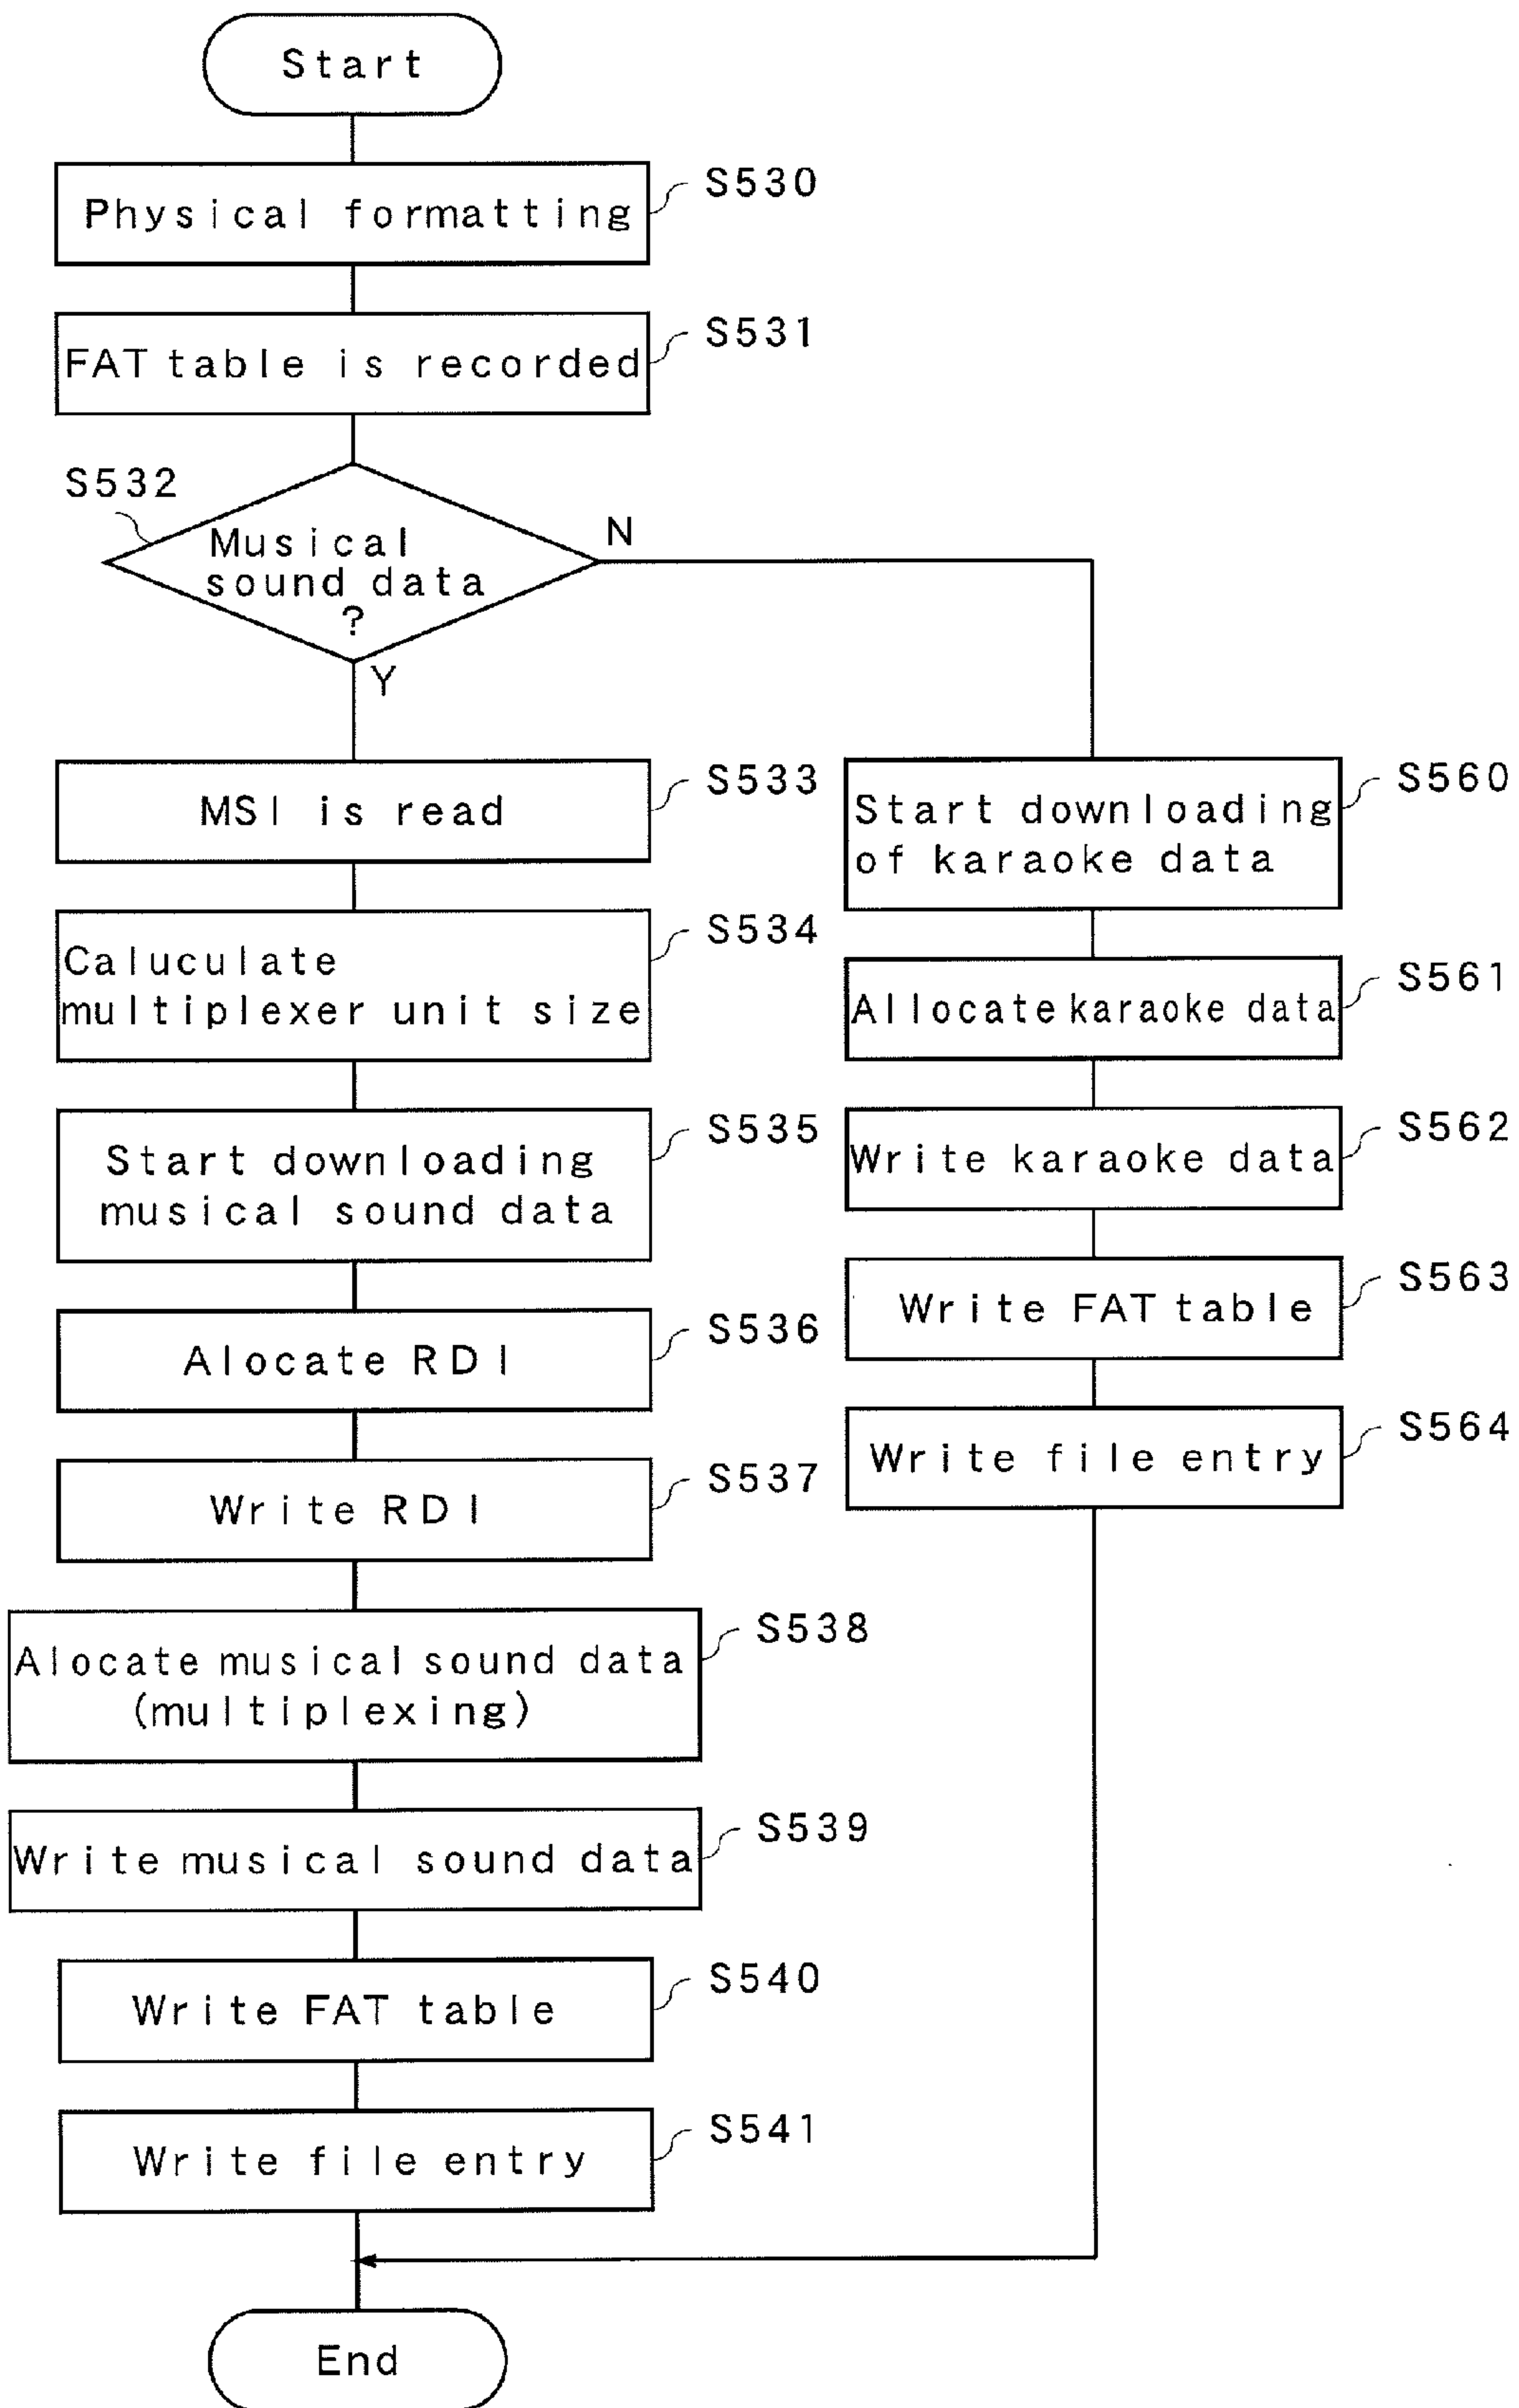 Start
Physical formatting
S530
FAT table is recorded
S531
S532
Musical
sound data
?
N
Y
MSI is read
S533
Caluculate
multiplexer unit size
S534
Start downloading
musical sound data
S535
Alocate RDI
S536
Write RDI
S537
Alocate musical sound data
(multiplexing)
S538
Write musical sound data
S539
Write FAT table
S540
Write file entry
S541
Start downloading
of karaoke data
S560
Allocate karaoke data
S561
Write karaoke data
S562
Write FAT table
S563
Write file entry
S564
End